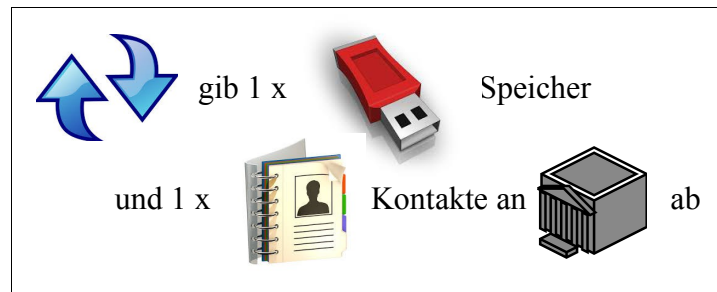 gib 1 x Speicher
und 1 x Kontakte an ab